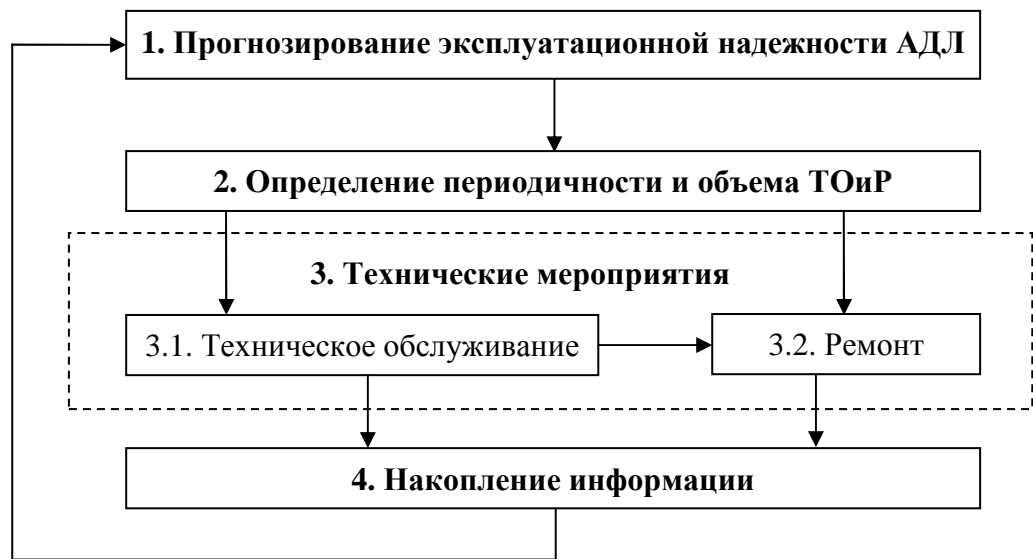 1. Прогнозирование эксплуатационной надежности АДЛ
2. Определение периодичности и объема ТОиР
3. Технические мероприятия
3.1. Техническое обслуживание
3.2. Ремонт
4. Накопление информации